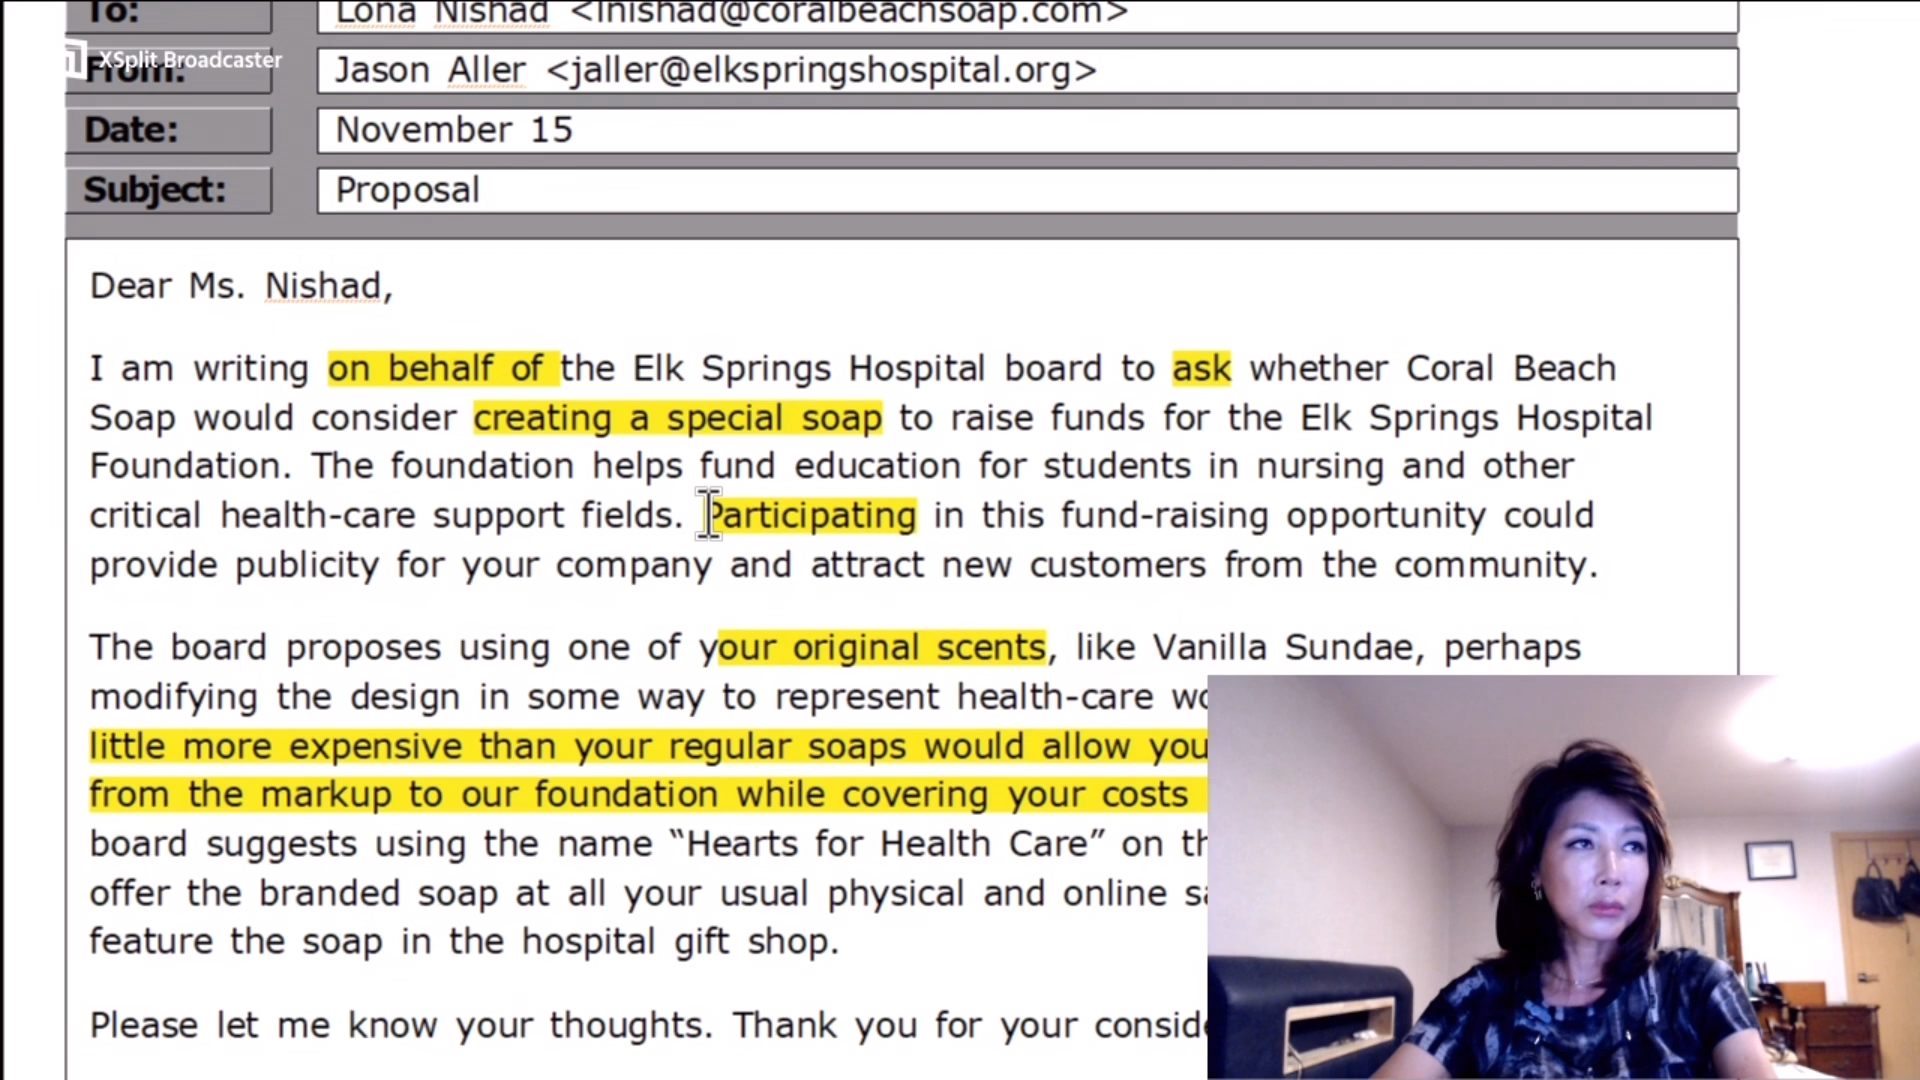 To: Lona Nishad <lnishad@coralbeachsoap.com>
XSplit Broadcaster
From: Jason Aller <jaller@elkspringshospital.org>
Date: November 15
Subject: Proposal
Dear Ms. Nishad,
I am writing on behalf of the Elk Springs Hospital board to ask whether Coral Beach
Soap would consider creating a special soap to raise funds for the Elk Springs Hospital
Foundation. The foundation helps fund education for students in nursing and other
critical health-care support fields. Participating in this fund-raising opportunity could
provide publicity for your company and attract new customers from the community.
The board proposes using one of your original scents, like Vanilla Sundae, perhaps
modifying the design in some way to represent health-care
little more expensive than your regular soaps would allow you
from the markup to our foundation while covering your costs
board suggests using the name “Hearts for Health Care” on
offer the branded soap at all your usual physical and online
feature the soap in the hospital gift shop.
Please let me know your thoughts. Thank you for your